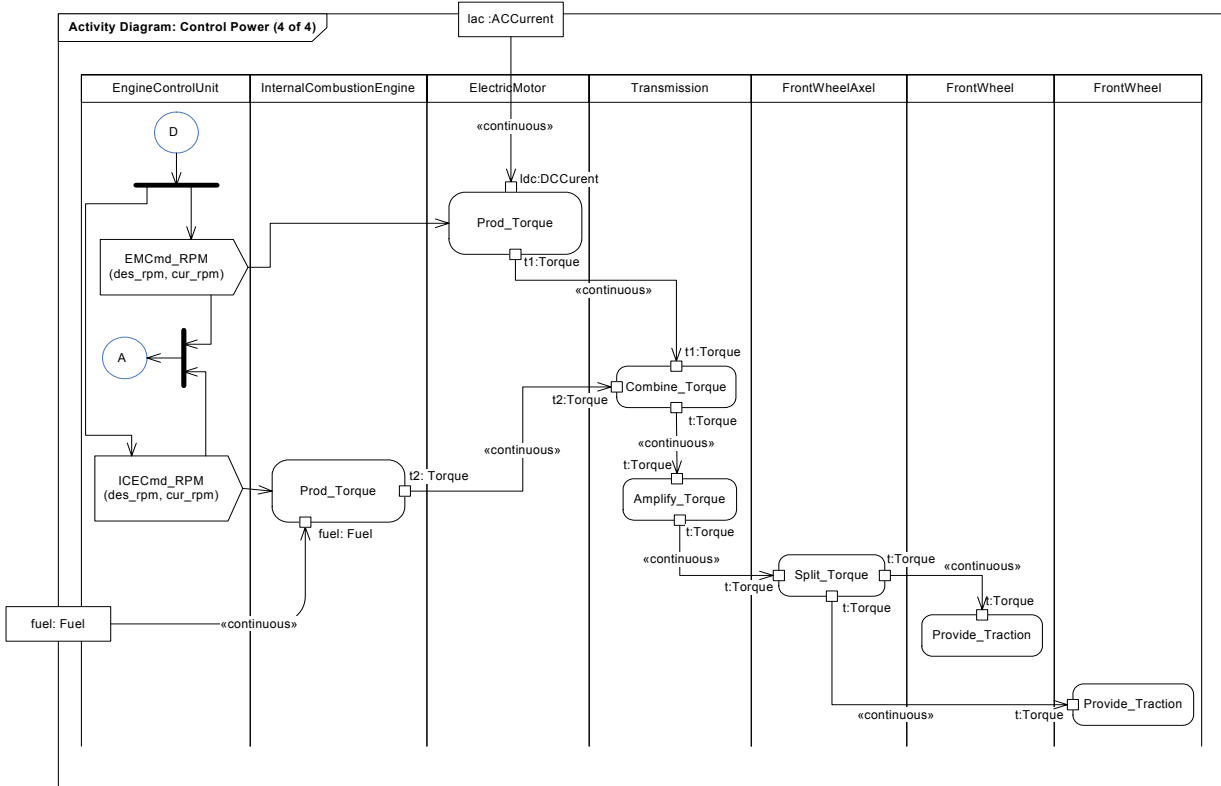 Activity Diagram: Control Power (4 of 4)
Iac :ACCurrent
EngineControlUnit
InternalCombustionEngine
ElectricMotor
Transmission
FrontWheelAxel
FrontWheel
FrontWheel
D
«continuous»
Idc:DCCurent
Prod_Torque
EMCmd_RPM
(des_rpm, cur_rpm)
t1:Torque
«continuous»
A
t1:Torque
Combine_Torque
t2:Torque
t:Torque
«continuous»
«continuous»
ICECmd_RPM
(des_rpm, cur_rpm)
Prod_Torque
t2: Torque
t:Torque
Amplify_Torque
fuel: Fuel
t:Torque
«continuous»
t:Torque
«continuous»
Split_Torque
t:Torque
t:Torque
t:Torque
fuel: Fuel
«continuous»
Provide_Traction
Provide_Traction
«continuous»
t:Torque